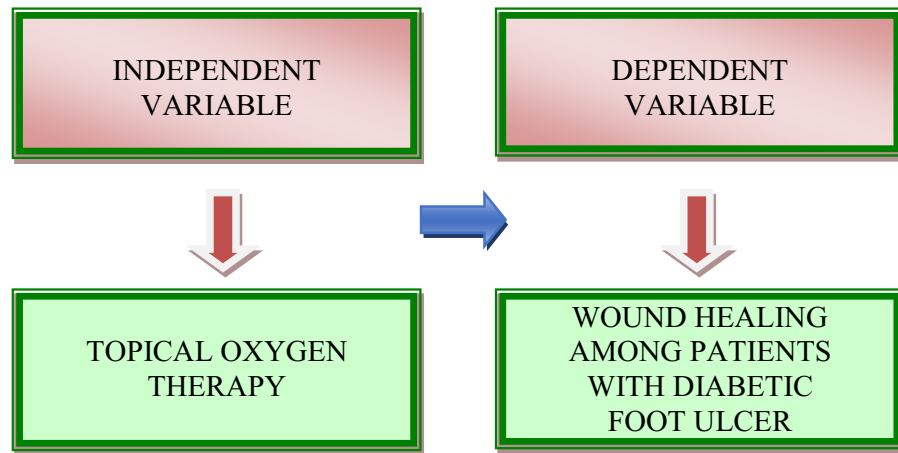 INDEPENDENT
VARIABLE
DEPENDENT
VARIABLE
TOPICAL OXYGEN
THERAPY
WOUND HEALING
AMONG PATIENTS
WITH DIABETIC
FOOT ULCER